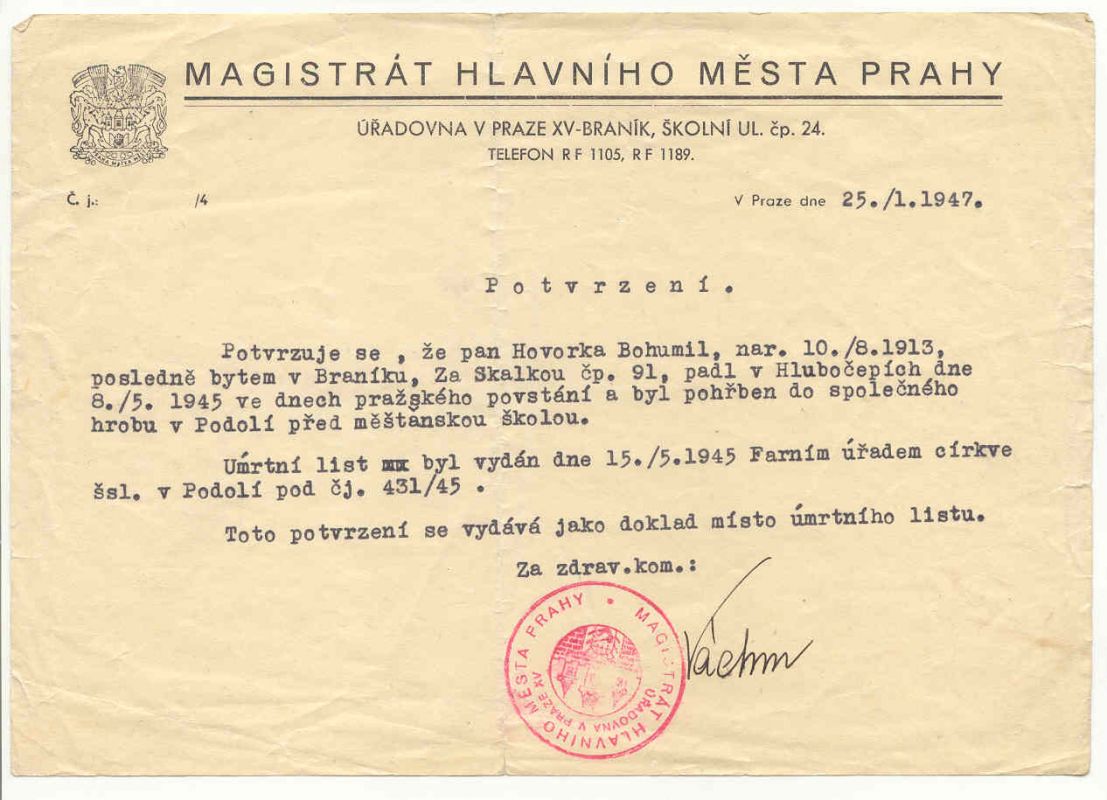 MAGISTRÁT HLAVNÍHO MĚSTA PRAHY
ÚŘADOVNA V PRAZE XV-BRANÍK, ŠKOLNÍ UL. čp. 24.
TELEFON RF 1105, RF 1189.
Č. j.: /4
V Praze dne 25./1.1947.
Potvrzení.
Potvrzuje se , že pan Hovorka Bohumil, nar. 10./8.1913,
posledně bytem v Braníku, Za Skalkou čp. 91, padl v Hlubočepích dne
8./5. 1945 ve dnech pražského povstání a byl pohřben do společného
hrobu v Podolí před měštanskou školou.
Umŕtní list xx byl vydán dne 15./5.1945 Farním úřadem církve
šsl. v Podolí pod čj. 431/45 .
Toto potvrzení se vydává jako doklad místo úmrtního listu.
Za zdrav.kom.:
MAGISTRÁT HLAVNÍHO MĚSTA PRAHY •
ÚŘADOVNA V PRAZE XV